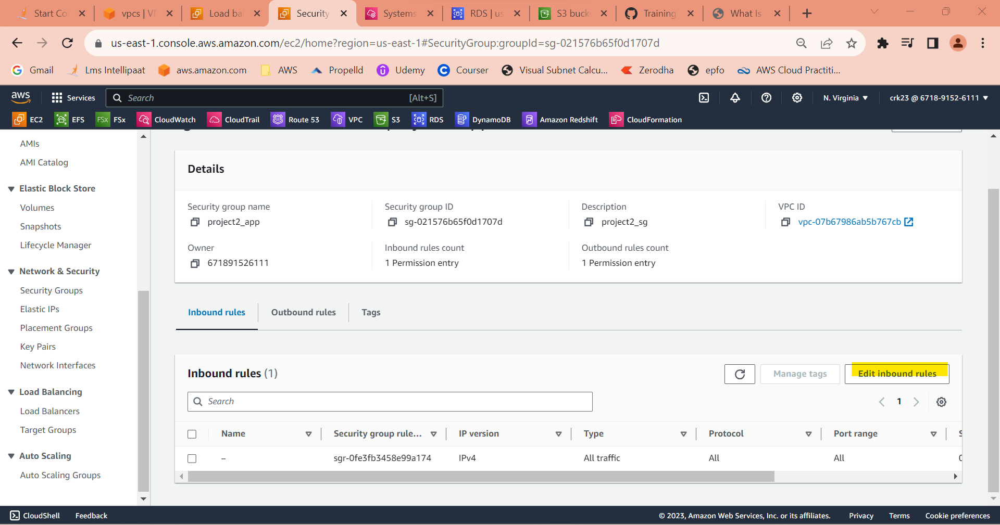 Start Co
vpcs | VP
Load bal
Security
Systems
RDS | us
S3 buck
Training
What Is
us-east-1.console.aws.amazon.com/ec2/home?region=us-east-1#SecurityGroup:groupId=sg-021576b65f0d1707d
Gmail Lms Intellipaat aws.amazon.com AWS Propelld Udemy Courser Visual Subnet Calcu... Zerodha epfo AWS Cloud Practiti...
aws Services Search [Alt+S] N. Virginia crk23 @ 6718-9152-6111
EC2 EFS FSx FSx CloudWatch CloudTrail Route 53 VPC S3 RDS DynamoDB Amazon Redshift CloudFormation
AMIs
AMI Catalog
Elastic Block Store
Volumes
Snapshots
Lifecycle Manager
Network & Security
Security Groups
Elastic IPs
Placement Groups
Key Pairs
Network Interfaces
Load Balancing
Load Balancers
Target Groups
Auto Scaling
Auto Scaling Groups
Details
Security group name
project2_app
Security group ID
sg-021576b65f0d1707d
Description
project2_sg
VPC ID
vpc-07b67986ab5b767cb
Owner
671891526111
Inbound rules count
1 Permission entry
Outbound rules count
1 Permission entry
Inbound rules Outbound rules Tags
Inbound rules (1) Manage tags Edit inbound rules
Search 1
Name Security group rule... IP version Type Protocol Port range
– sgr-0fe3fb3458e99a174 IPv4 All traffic All All
CloudShell Feedback © 2023, Amazon Web Services, Inc. or its affiliates. Privacy Terms Cookie preferences